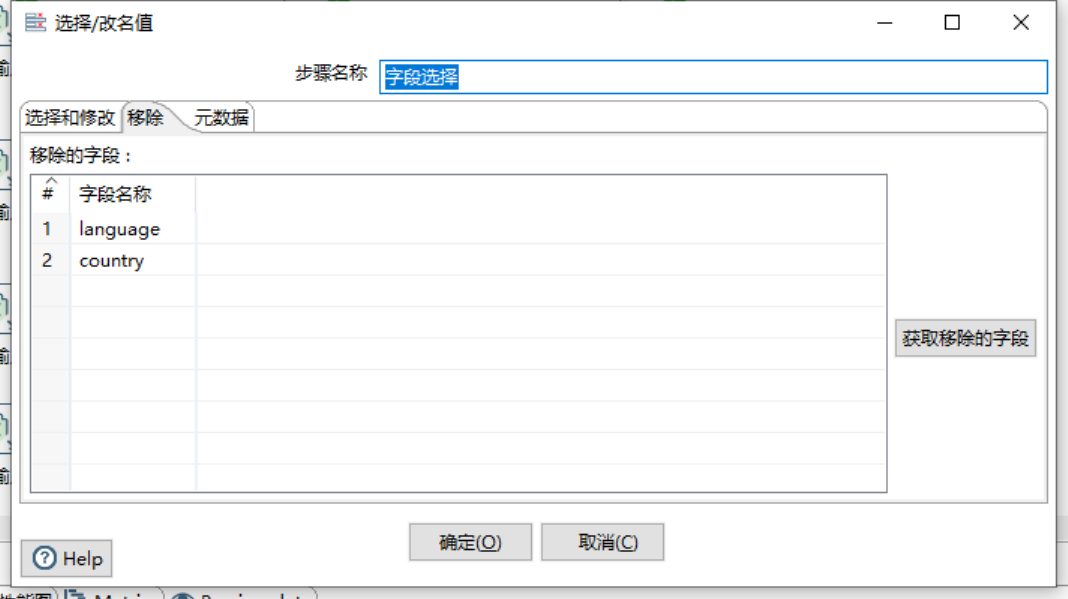 选择/改名值
步骤名称 字段选择
选择和修改 移除 元数据
移除的字段：
# 字段名称
1 language
2 country
获取移除的字段
确定(O) 取消(C)
Help